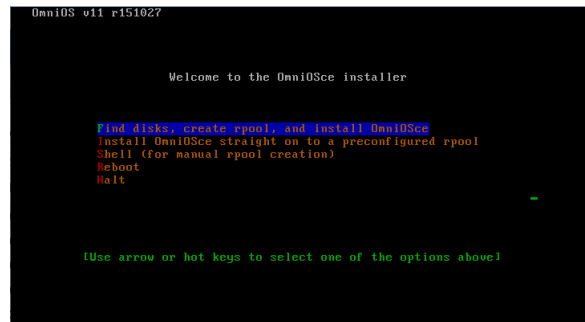 OmniOS v11 r151027
Welcome to the OmniOSce installer
Find disks, create rpool, and install OmniOSce
Install OmniOSce straight on to a preconfigured rpool
Shell (for manual rpool creation)
Reboot
Halt
[Use arrow or hot keys to select one of the options above]